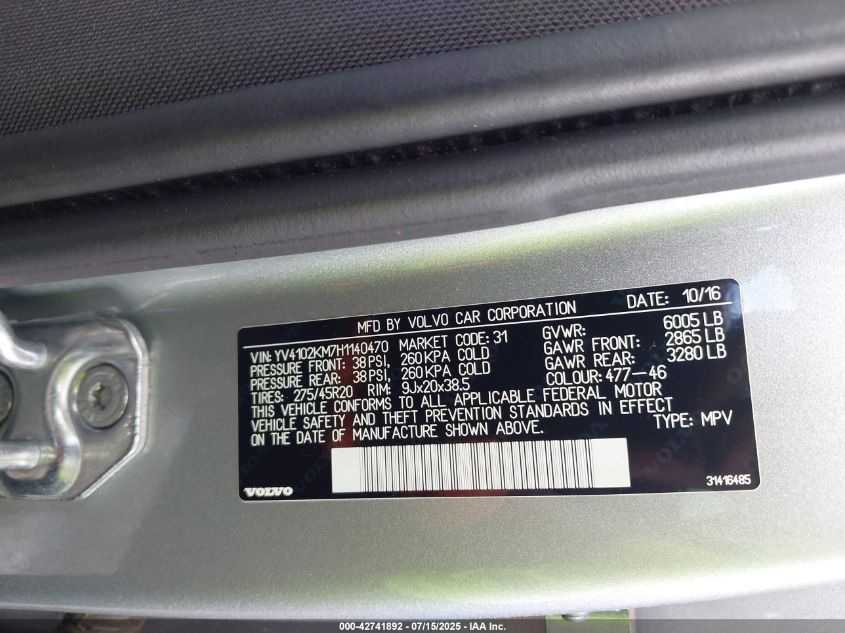 MFD BY VOLVO CAR CORPORATION DATE: 10/16
VIN: YV4102KM7H1140470 MARKET CODE: 31 GVWR: 6005 LB
PRESSURE FRONT: 38 PSI, 260 KPA COLD GAWR FRONT: 2865 LB
PRESSURE REAR: 38 PSI, 260 KPA COLD GAWR REAR: 3280 LB
TIRES: 275/45R20 RIM: 9Jx20x38.5 COLOUR: 477-46
THIS VEHICLE CONFORMS TO ALL APPLICABLE FEDERAL MOTOR
VEHICLE SAFETY AND THEFT PREVENTION STANDARDS IN EFFECT
ON THE DATE OF MANUFACTURE SHOWN ABOVE. TYPE: MPV
VOLVO 31416485
000-42741892 - 07/15/2025 - IAA Inc.